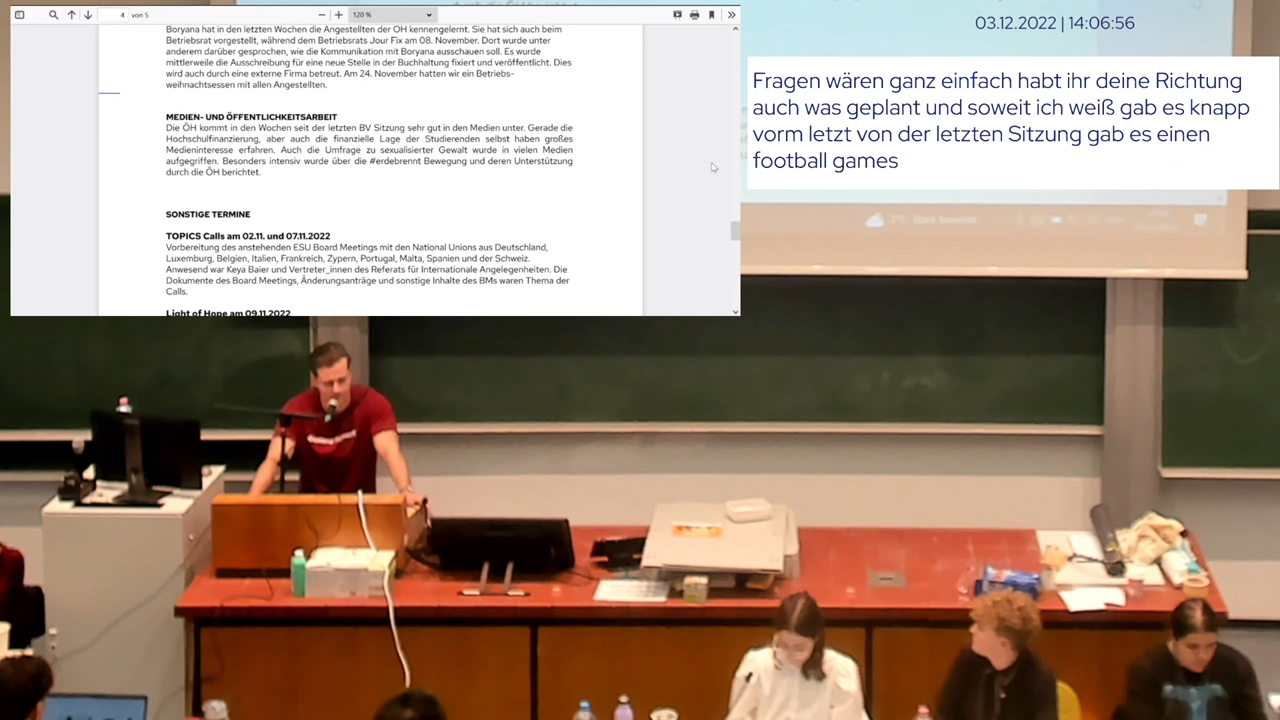 4 von 5
120 %
Boryana hat in den letzten Wochen die Angestellten der ÖH kennengelernt. Sie hat sich auch beim
Betriebsrat vorgestellt, während dem Betriebsrats Jour Fix am 08. November. Dort wurde unter
anderem darüber gesprochen, wie die Kommunikation mit Boryana ausschauen soll. Es wurde
mittlerweile die Ausschreibung für eine neue Stelle in der Buchhaltung fixiert und veröffentlicht. Dies
wird auch durch eine externe Firma betreut. Am 24. November hatten wir ein Betriebs-
weihnachtsessen mit allen Angestellten.
MEDIEN- UND ÖFFENTLICHKEITSARBEIT
Die ÖH kommt in den Wochen seit der letzten BV Sitzung sehr gut in den Medien unter. Gerade die
Hochschulfinanzierung, aber auch die finanzielle Lage der Studierenden selbst haben großes
Medieninteresse erfahren. Auch die Umfrage zu sexualisierter Gewalt wurde in vielen Medien
aufgegriffen. Besonders intensiv wurde über die #erdebrennt Bewegung und deren Unterstützung
durch die ÖH berichtet.
SONSTIGE TERMINE
TOPICS Calls am 02.11. und 07.11.2022
Vorbereitung des anstehenden ESU Board Meetings mit den National Unions aus Deutschland,
Luxemburg, Belgien, Italien, Frankreich, Zypern, Portugal, Malta, Spanien und der Schweiz.
Anwesend war Keya Baier und Vertreter_innen des Referats für Internationale Angelegenheiten. Die
Dokumente des Board Meetings, Änderungsanträge und sonstige Inhalte des BMs waren Thema der
Calls.
Light of Hope am 09.11.2022
03.12.2022 | 14:06:56
Fragen wären ganz einfach habt ihr deine Richtung
auch was geplant und soweit ich weiß gab es knapp
vorm letzt von der letzten Sitzung gab es einen
football games